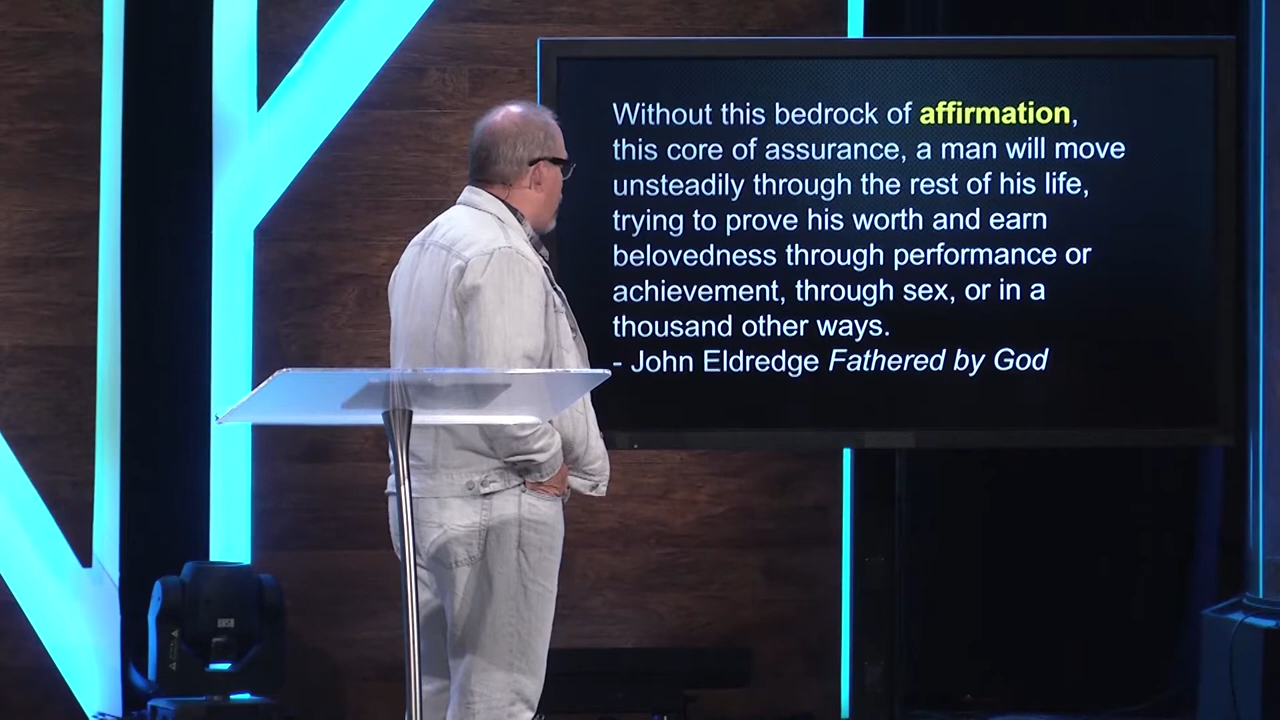 Without this bedrock of affirmation,
this core of assurance, a man will move
unsteadily through the rest of his life,
trying to prove his worth and earn
belovedness through performance or
achievement, through sex, or in a
thousand other ways.
- John Eldredge Fathered by God